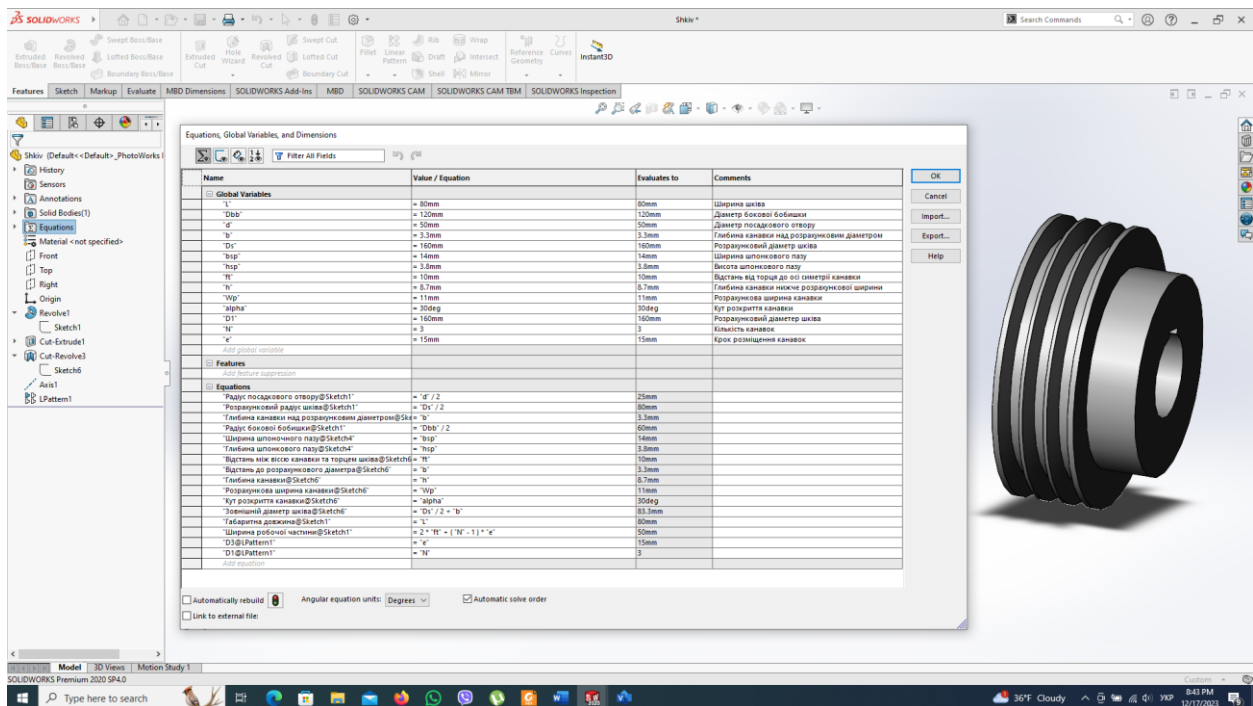 SOLIDWORKS
Shkiv *
Search Commands
Extruded Boss/Base
Revolved Boss/Base
Swept Boss/Base
Lofted Boss/Base
Boundary Boss/Base
Extruded Cut
Hole Wizard
Revolved Cut
Swept Cut
Lofted Cut
Boundary Cut
Fillet
Linear Pattern
Rib
Draft
Shell
Wrap
Intersect
Mirror
Reference Geometry
Curves
Instant3D
Features Sketch Markup Evaluate MBD Dimensions SOLIDWORKS Add-Ins MBD SOLIDWORKS CAM SOLIDWORKS CAM TBM SOLIDWORKS Inspection
Shkiv (Default<<Default>_PhotoWorks
History
Sensors
Annotations
Solid Bodies(1)
Equations
Material <not specified>
Front
Top
Right
Origin
Revolve1
Sketch1
Cut-Extrude1
Cut-Revolve3
Sketch6
Axis1
LPattern1
Equations, Global Variables, and Dimensions
Filter All Fields
Name Value / Equation Evaluates to Comments
Global Variables
"L" = 80mm 80mm Ширина шківа
"Dbb" = 120mm 120mm Діаметр бокової бобишки
"d" = 50mm 50mm Діаметр посадкового отвору
"b" = 3.3mm 3.3mm Глибина канавки над розрахунковим діаметром
"Ds" = 160mm 160mm Розрахунковий діаметр шківа
"bsp" = 14mm 14mm Ширина шпонкового пазу
"hsp" = 3.8mm 3.8mm Висота шпонкового пазу
"ft" = 10mm 10mm Відстань від торця до осі симетрії канавки
"h" = 8.7mm 8.7mm Глибина канавки нижче розрахункової ширини
"Wp" = 11mm 11mm Розрахункова ширина канавки
"alpha" = 30deg 30deg Кут розкриття канавки
"D1" = 160mm 160mm Розрахунковий діаметер шківа
"N" = 3 3 Кількість канавок
"e" = 15mm 15mm Крок розміщення канавок
Add global variable
Features
Add feature suppression
Equations
"Радіус посадкового отвору@Sketch1" = "d" / 2 25mm
"Розрахунковий радіус шківа@Sketch1" = "Ds" / 2 80mm
"Глибина канавки над розрахунковим діаметром@Ske = "b" 3.3mm
"Радіус бокової бобишки@Sketch1" = "Dbb" / 2 60mm
"Ширина шпоночного пазу@Sketch4" = "bsp" 14mm
"Глибина шпонкового пазу@Sketch4" = "hsp" 3.8mm
"Відстань між віссю канавки та торцем шківа@Sketch6 = "ft" 10mm
"Відстань до розрахункового діаметра@Sketch6" = "b" 3.3mm
"Глибина канавки@Sketch6" = "h" 8.7mm
"Розрахункова ширина канавки@Sketch6" = "Wp" 11mm
"Кут розкриття канавки@Sketch6" = "alpha" 30deg
"Зовнішній діаметр шківа@Sketch6" = "Ds" / 2 + "b" 83.3mm
"Габаритна довжина@Sketch1" = "L" 80mm
"Ширина робочої частини@Sketch1" = 2 * "ft" + ( "N" - 1 ) * "e" 50mm
"D3@LPattern1" = "e" 15mm
"D1@LPattern1" = "N" 3
Add equation
OK
Cancel
Import...
Export...
Help
Automatically rebuild Angular equation units: Degrees Automatic solve order
Link to external file:
Model 3D Views Motion Study 1
SOLIDWORKS Premium 2020 SP4.0
Custom
Type here to search
36°F Cloudy
УКР
8:43 PM
12/17/2023